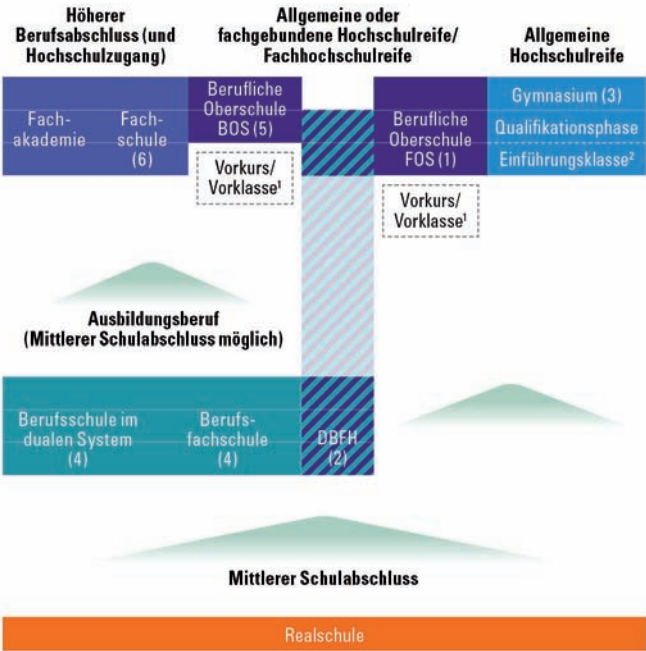 Höherer
Berufsabschluss (und
Hochschulzugang)
Allgemeine oder
fachgebundene Hochschulreife/
Fachhochschulreife
Allgemeine
Hochschulreife
Fach-
akademie
Fach-
schule
(6)
Berufliche
Oberschule
BOS (5)
Vorkurs/
Vorklasse¹
Berufliche
Oberschule
FOS (1)
Vorkurs/
Vorklasse¹
Gymnasium (3)
Qualifikationsphase
Einführungsklasse²
Ausbildungsberuf
(Mittlerer Schulabschluss möglich)
Berufsschule im
dualen System
(4)
Berufs-
fachschule
(4)
DBFH
(2)
Mittlerer Schulabschluss
Realschule